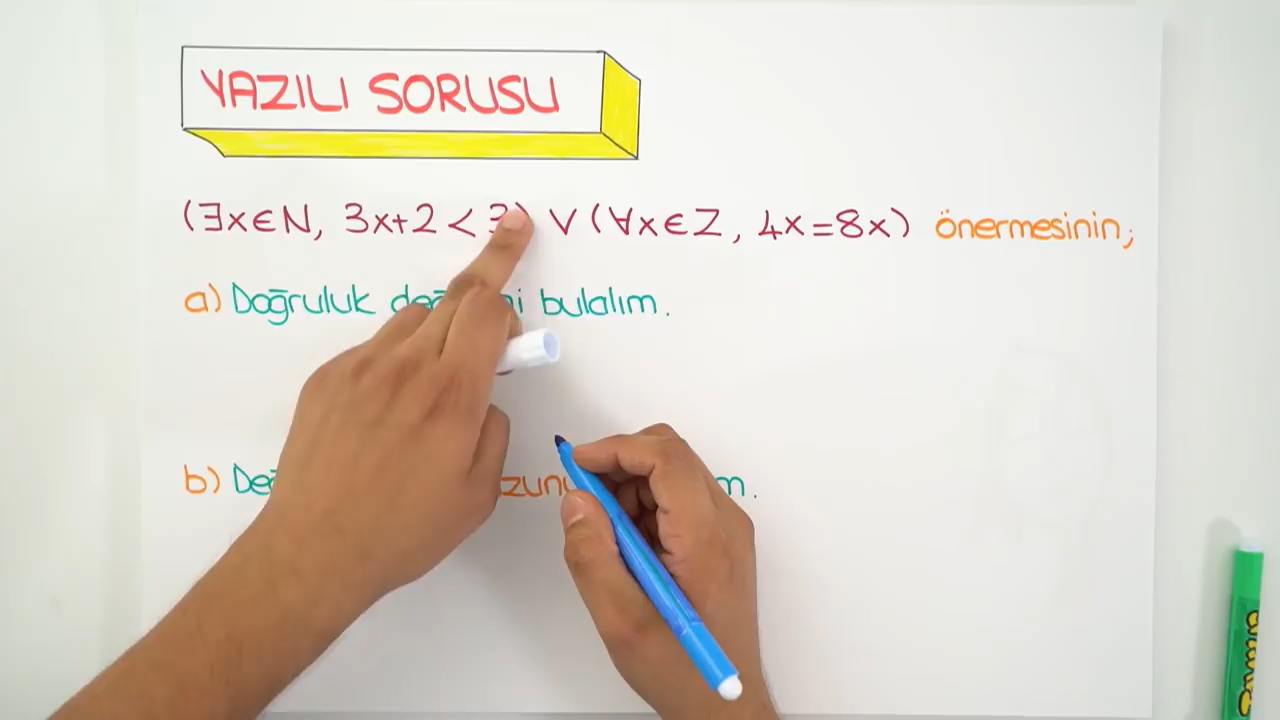 YAZILI SORUSU
(∃x∈N, 3x+2<3) ∨ (∀x∈Z, 4x=8x) önermesinin;
a) Doğruluk bulalım.
b)